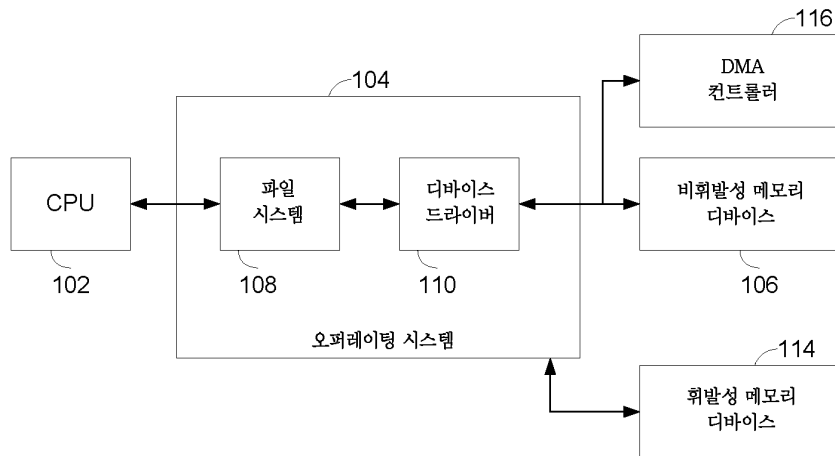 116
DMA
컨트롤러
104
CPU
파일
시스템
디바이스
드라이버
비휘발성 메모리
디바이스
102
108
110
106
오퍼레이팅 시스템
114
휘발성 메모리
디바이스